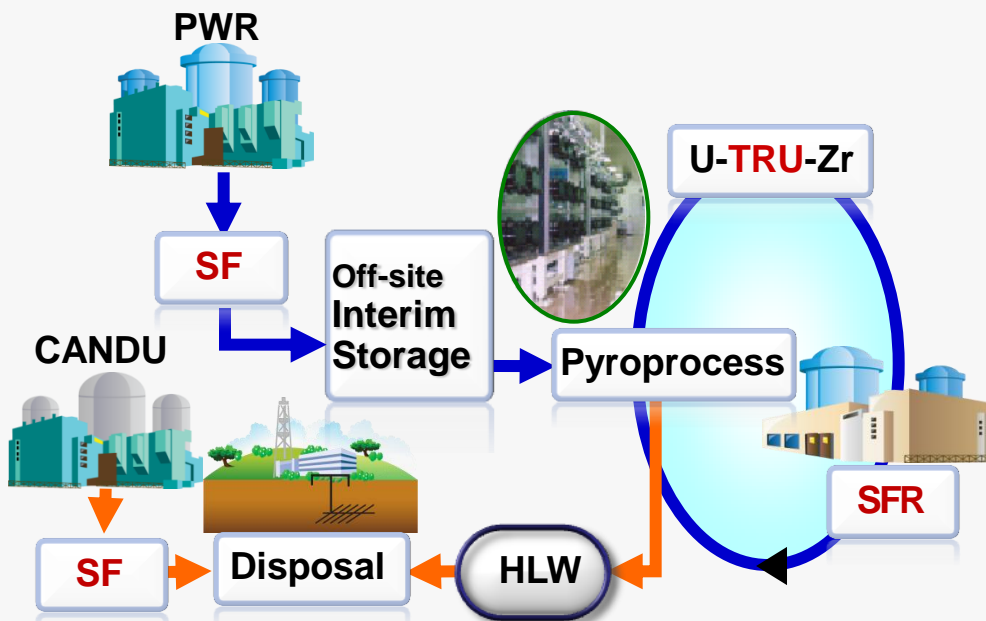 PWR
SF
Off-site
Interim
Storage
U-TRU-Zr
Pyroprocess
CANDU
SFR
SF
Disposal
HLW